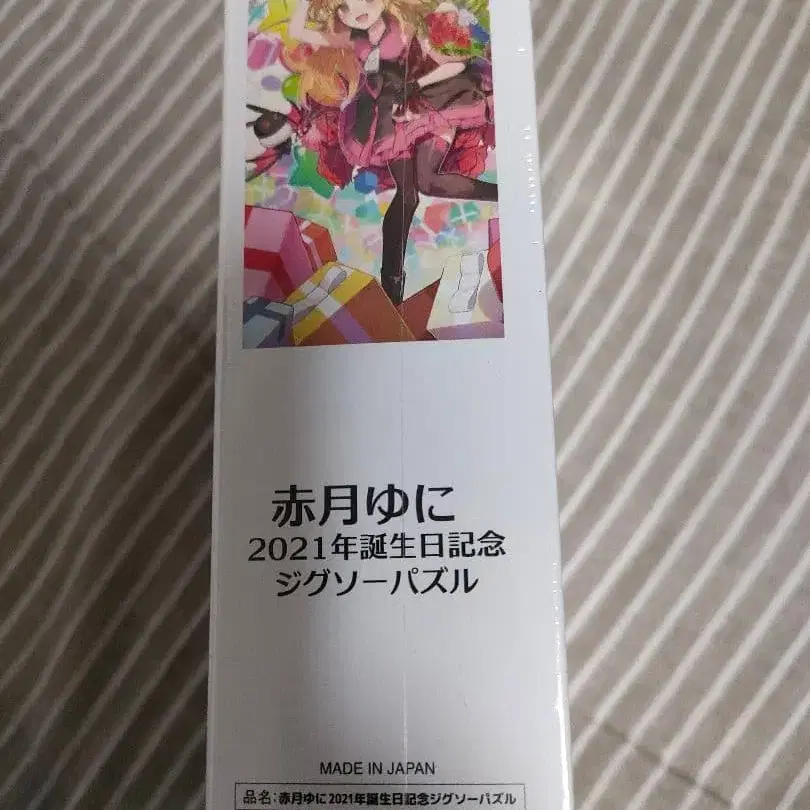 赤月ゆに
2021年誕生日記念
ジグソーパズル
MADE IN JAPAN
品名:赤月ゆに2021年誕生日記念ジグソーパズル